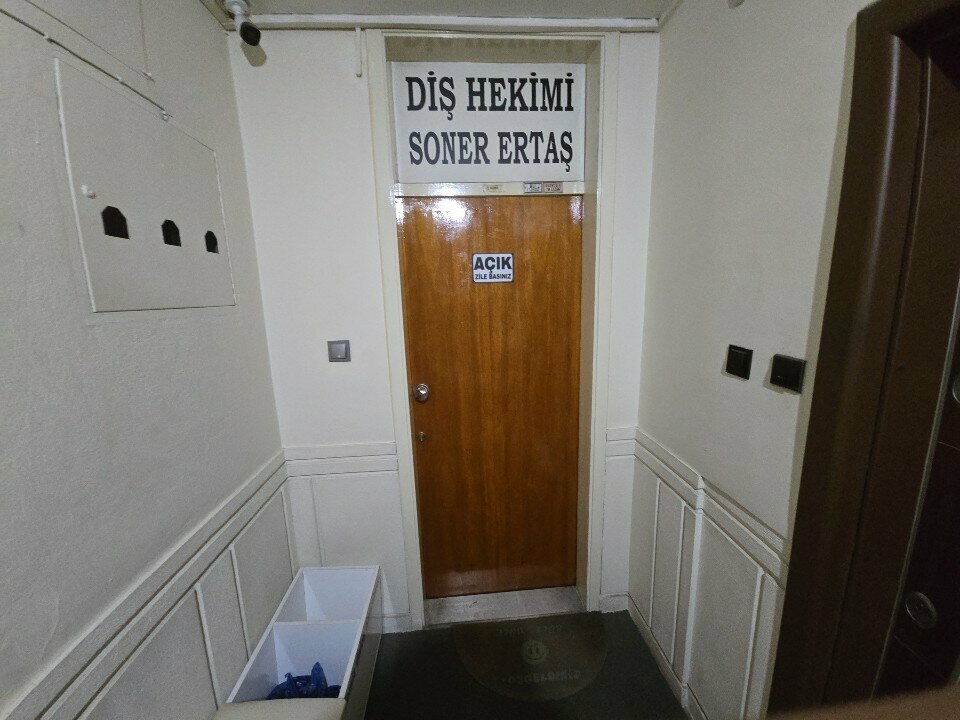 DİŞ HEKİMİ
SONER ERTAŞ
AÇIK
ZİLE BASINIZ